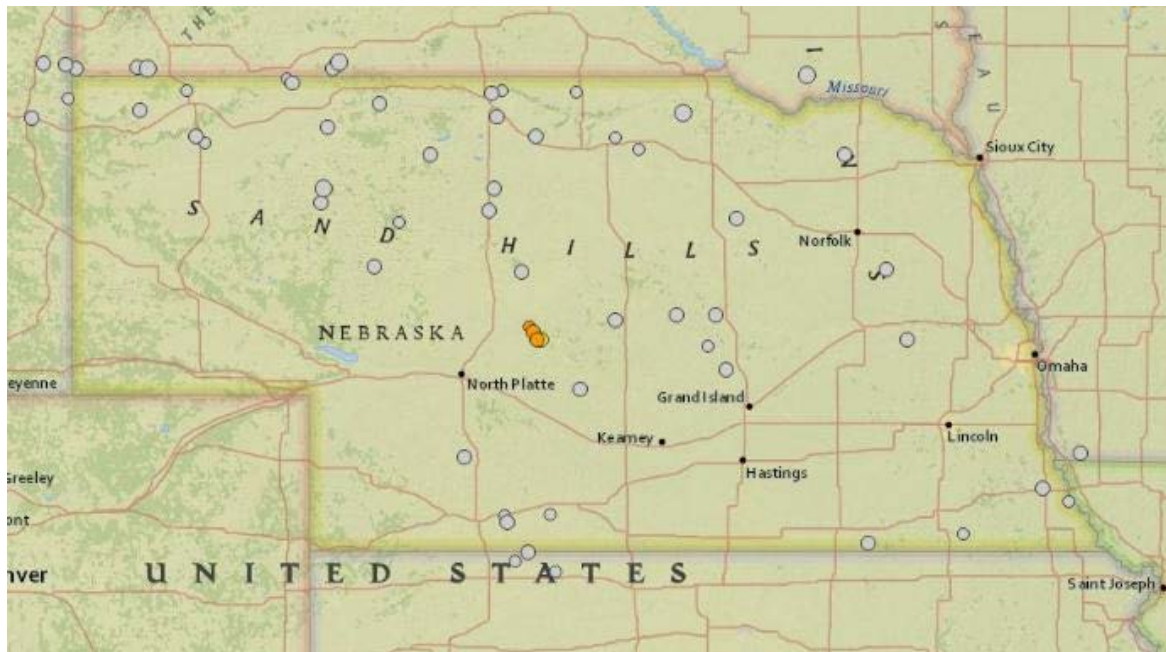 THE
S E A U
I
Missouri
Sioux City
N
S A N D H I L L S
Norfolk
S
NEBRASKA
eyenne
North Platte
Omaha
Grand Island
Kearney
Lincoln
Greeley
Hastings
ont
nver
UNITED STATES
Saint Joseph